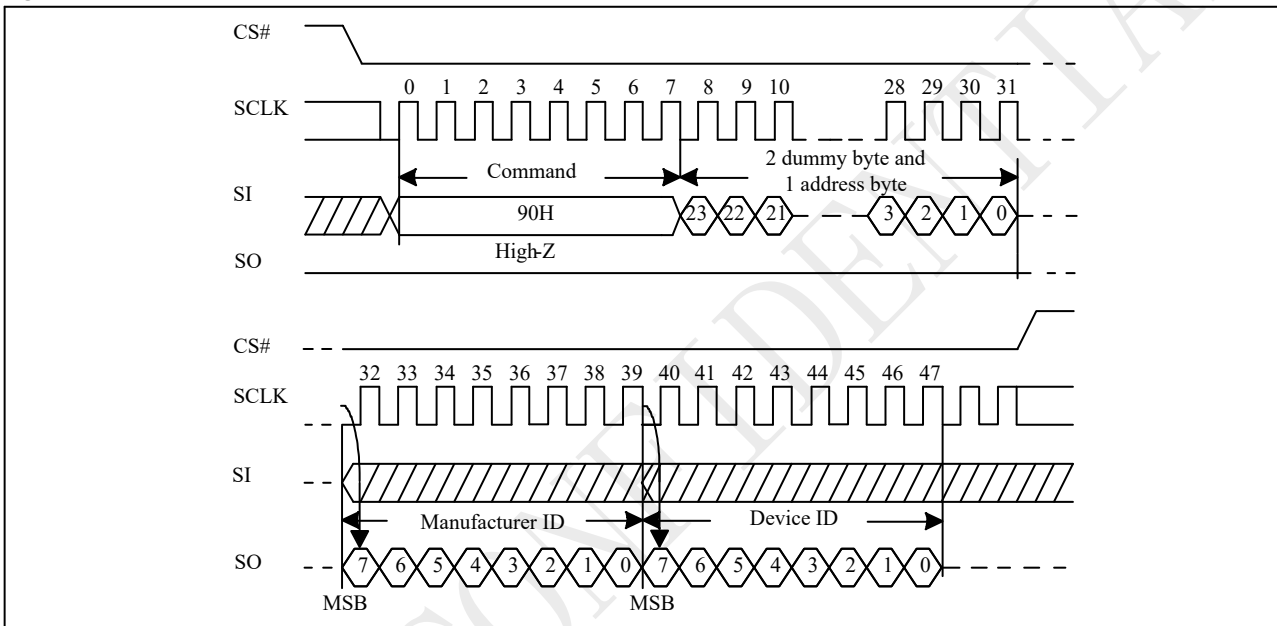 CS#
0 1 2 3 4 5 6 7 8 9 10 28 29 30 31
SCLK
Command
2 dummy byte and
1 address byte
SI
90H
23 22 21 3 2 1 0
High-Z
SO
CS#
32 33 34 35 36 37 38 39 40 41 42 43 44 45 46 47
SCLK
SI
Manufacturer ID
Device ID
SO
7 6 5 4 3 2 1 0 7 6 5 4 3 2 1 0
MSB
MSB
CONFIDENTIA